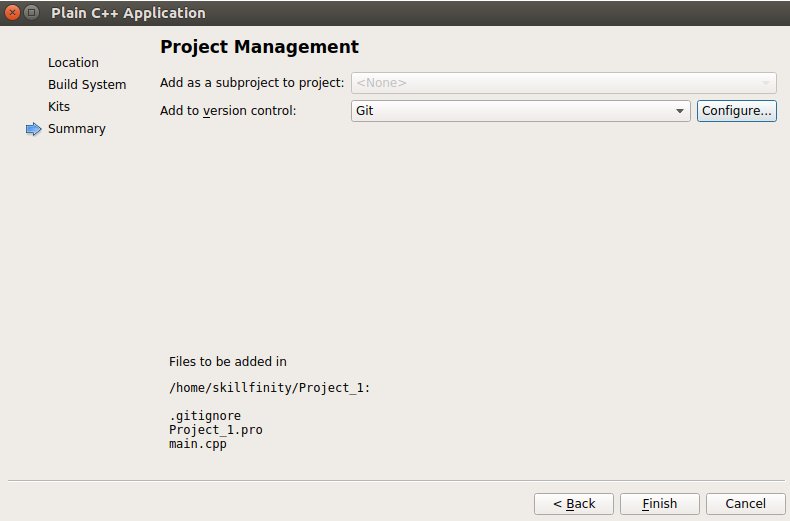 Plain C++ Application
Location
Build System
Kits
Summary
Project Management
Add as a subproject to project: <None>
Add to version control: Git Configure...
Files to be added in
/home/skillfinity/Project_1:
.gitignore
Project_1.pro
main.cpp
< Back Finish Cancel